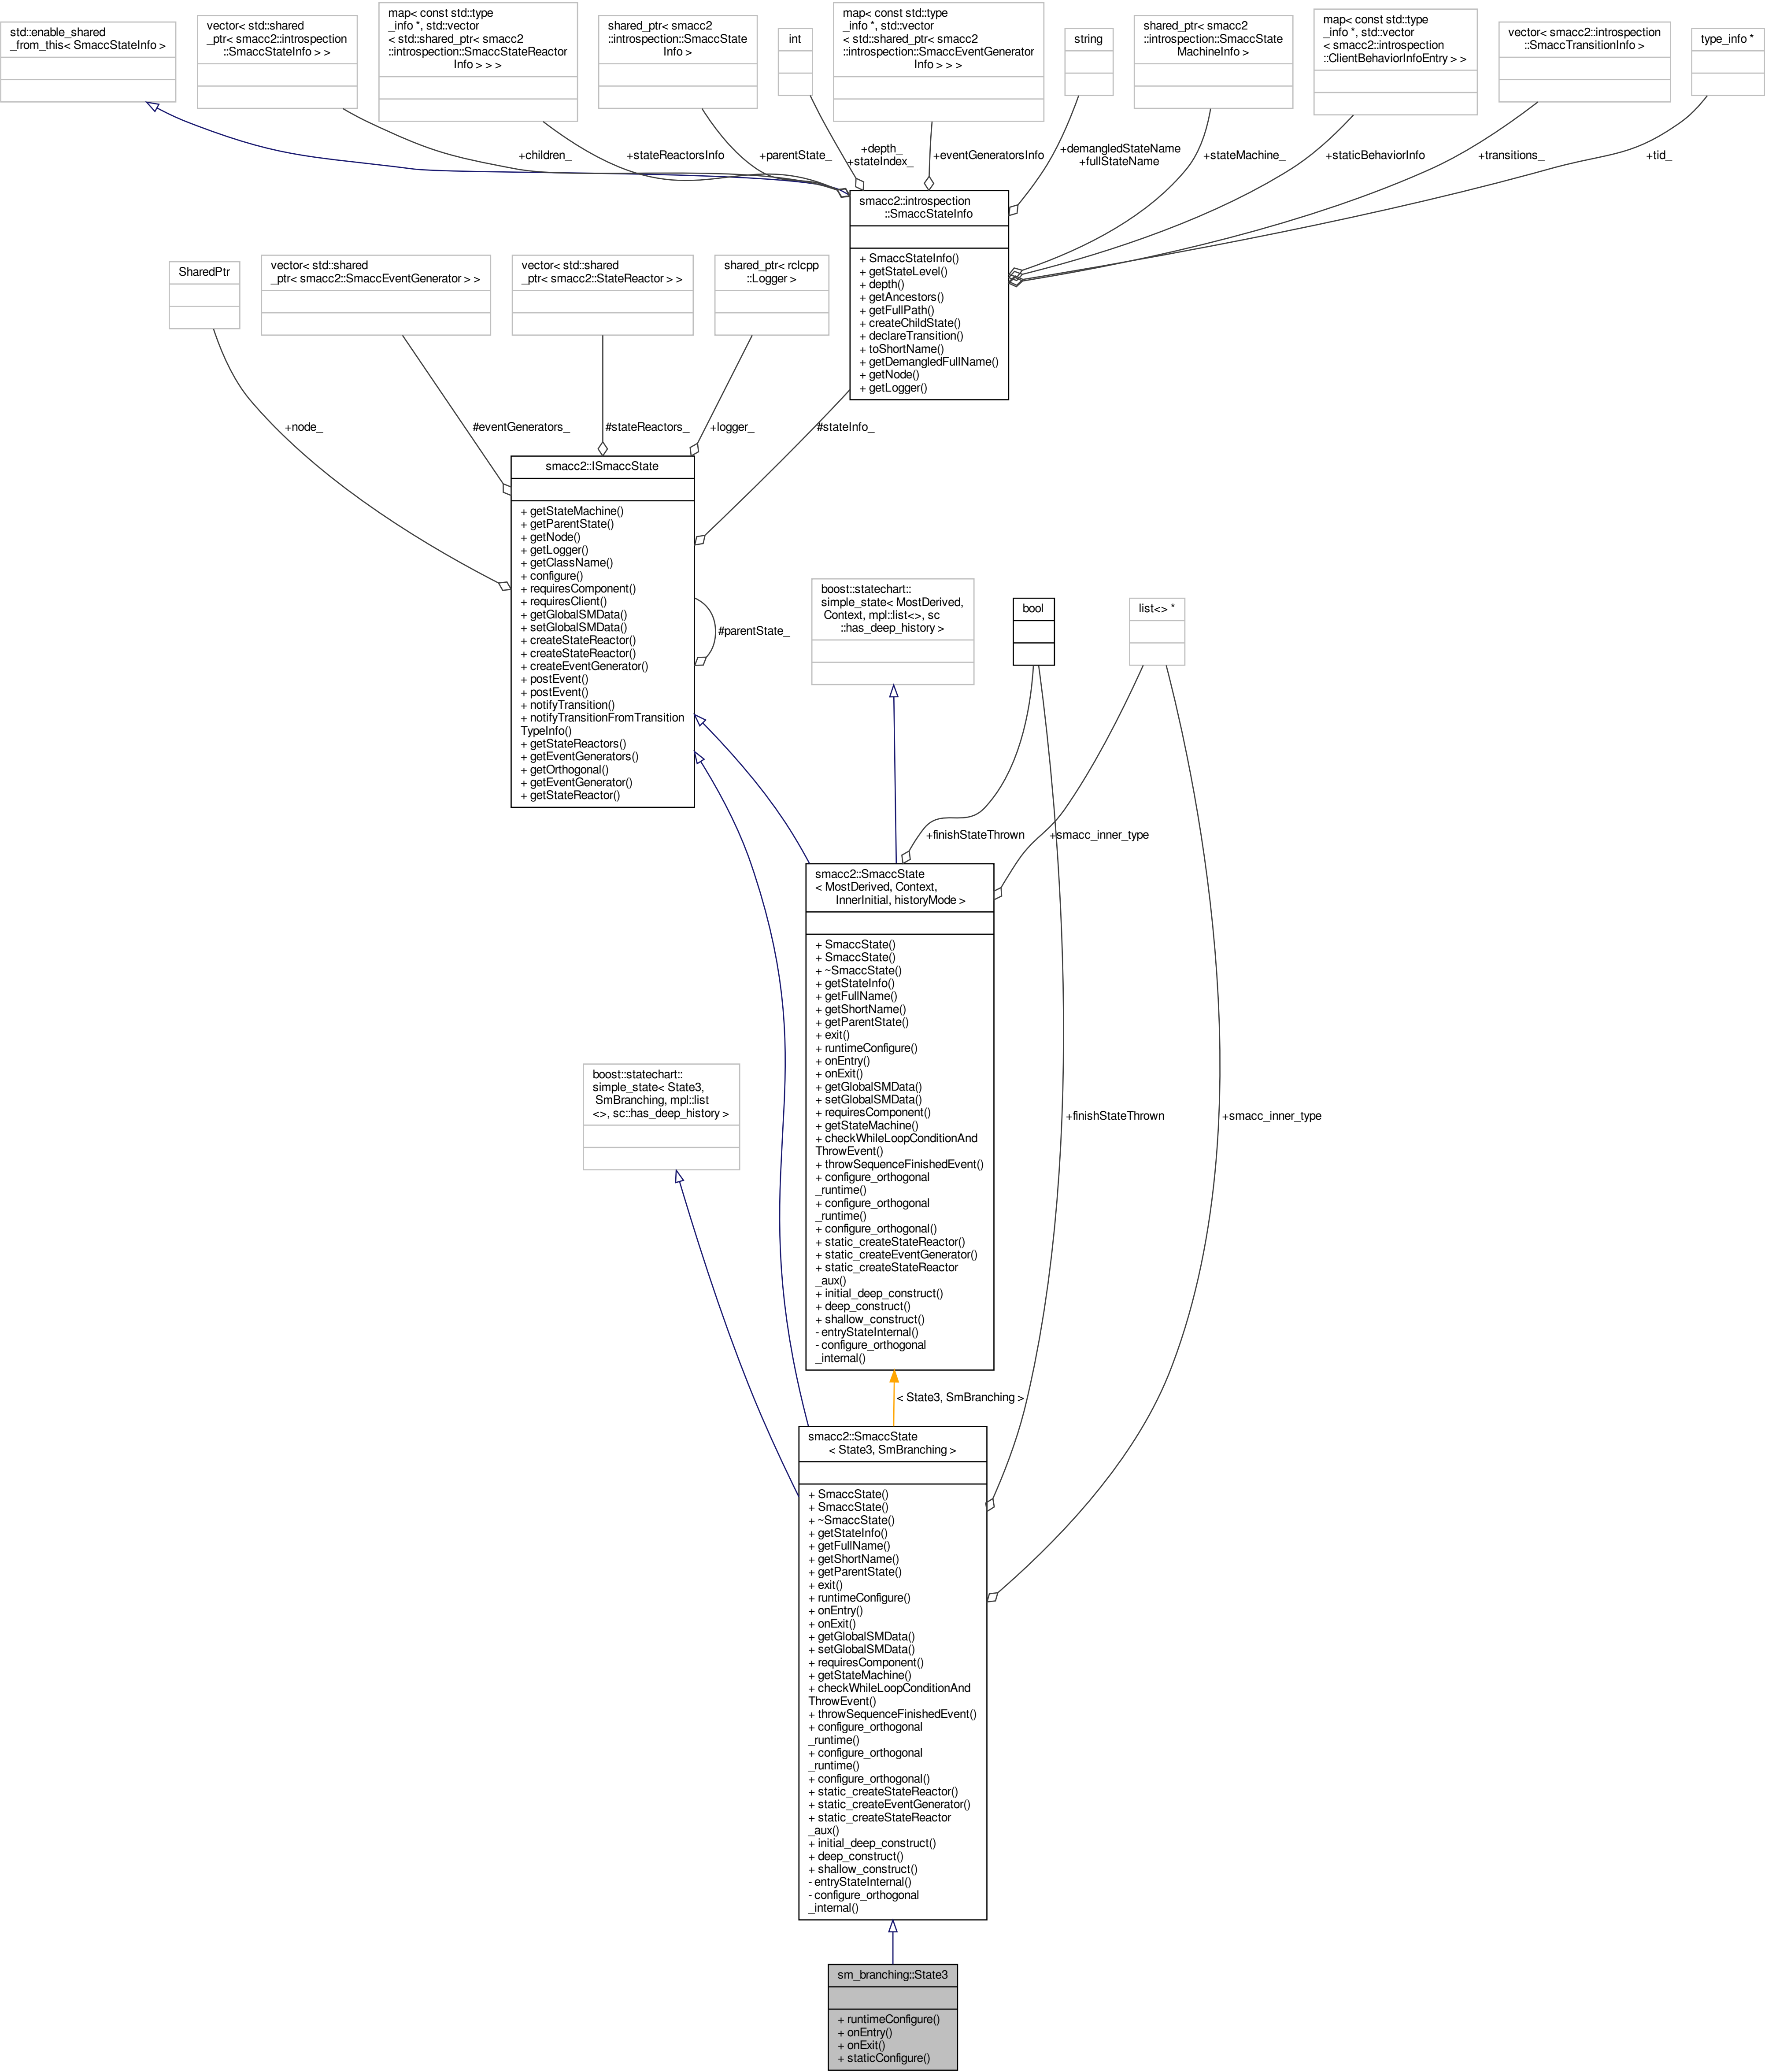 std::enable_shared
_from_this< SmaccStateInfo >
vector< std::shared
_ptr< smacc2::introspection
::SmaccStateInfo > >
map< const std::type
_info *, std::vector
< std::shared_ptr< smacc2
::introspection::SmaccStateReactor
Info > > >
shared_ptr< smacc2
::introspection::SmaccState
Info >
int
map< const std::type
_info *, std::vector
< std::shared_ptr< smacc2
::introspection::SmaccEventGenerator
Info > > >
string
shared_ptr< smacc2
::introspection::SmaccState
MachineInfo >
map< const std::type
_info *, std::vector
< smacc2::introspection
::ClientBehaviorInfoEntry > >
vector< smacc2::introspection
::SmaccTransitionInfo >
type_info *
+children_
+stateReactorsInfo
+parentState_
+depth_
+stateIndex_
+eventGeneratorsInfo
+demangledStateName
+fullStateName
+stateMachine_
+staticBehaviorInfo
+transitions_
+tid_
smacc2::introspection
::SmaccStateInfo
+ SmaccStateInfo()
+ getStateLevel()
+ depth()
+ getAncestors()
+ getFullPath()
+ createChildState()
+ declareTransition()
+ toShortName()
+ getDemangledFullName()
+ getNode()
+ getLogger()
SharedPtr
vector< std::shared
_ptr< smacc2::SmaccEventGenerator > >
vector< std::shared
_ptr< smacc2::StateReactor > >
shared_ptr< rclcpp
::Logger >
+node_
#eventGenerators_
#stateReactors_
+logger_
#stateInfo_
smacc2::ISmaccState
+ getStateMachine()
+ getParentState()
+ getNode()
+ getLogger()
+ getClassName()
+ configure()
+ requiresComponent()
+ requiresClient()
+ getGlobalSMData()
+ setGlobalSMData()
+ createStateReactor()
+ createStateReactor()
+ createEventGenerator()
+ postEvent()
+ postEvent()
+ notifyTransition()
+ notifyTransitionFromTransition
TypeInfo()
+ getStateReactors()
+ getEventGenerators()
+ getOrthogonal()
+ getEventGenerator()
+ getStateReactor()
#parentState_
boost::statechart::
simple_state< MostDerived,
Context, mpl::list<>, sc
::has_deep_history >
bool
list<> *
+finishStateThrown
+smacc_inner_type
smacc2::SmaccState
< MostDerived, Context,
InnerInitial, historyMode >
+ SmaccState()
+ SmaccState()
+ ~SmaccState()
+ getStateInfo()
+ getFullName()
+ getShortName()
+ getParentState()
+ exit()
+ runtimeConfigure()
+ onEntry()
+ onExit()
+ getGlobalSMData()
+ setGlobalSMData()
+ requiresComponent()
+ getStateMachine()
+ checkWhileLoopConditionAnd
ThrowEvent()
+ throwSequenceFinishedEvent()
+ configure_orthogonal
_runtime()
+ configure_orthogonal
_runtime()
+ configure_orthogonal()
+ static_createStateReactor()
+ static_createEventGenerator()
+ static_createStateReactor
_aux()
+ initial_deep_construct()
+ deep_construct()
+ shallow_construct()
- entryStateInternal()
- configure_orthogonal
_internal()
boost::statechart::
simple_state< State3,
SmBranching, mpl::list
<>, sc::has_deep_history >
+finishStateThrown
+smacc_inner_type
< State3, SmBranching >
smacc2::SmaccState
< State3, SmBranching >
+ SmaccState()
+ SmaccState()
+ ~SmaccState()
+ getStateInfo()
+ getFullName()
+ getShortName()
+ getParentState()
+ exit()
+ runtimeConfigure()
+ onEntry()
+ onExit()
+ getGlobalSMData()
+ setGlobalSMData()
+ requiresComponent()
+ getStateMachine()
+ checkWhileLoopConditionAnd
ThrowEvent()
+ throwSequenceFinishedEvent()
+ configure_orthogonal
_runtime()
+ configure_orthogonal
_runtime()
+ configure_orthogonal()
+ static_createStateReactor()
+ static_createEventGenerator()
+ static_createStateReactor
_aux()
+ initial_deep_construct()
+ deep_construct()
+ shallow_construct()
- entryStateInternal()
- configure_orthogonal
_internal()
sm_branching::State3
+ runtimeConfigure()
+ onEntry()
+ onExit()
+ staticConfigure()